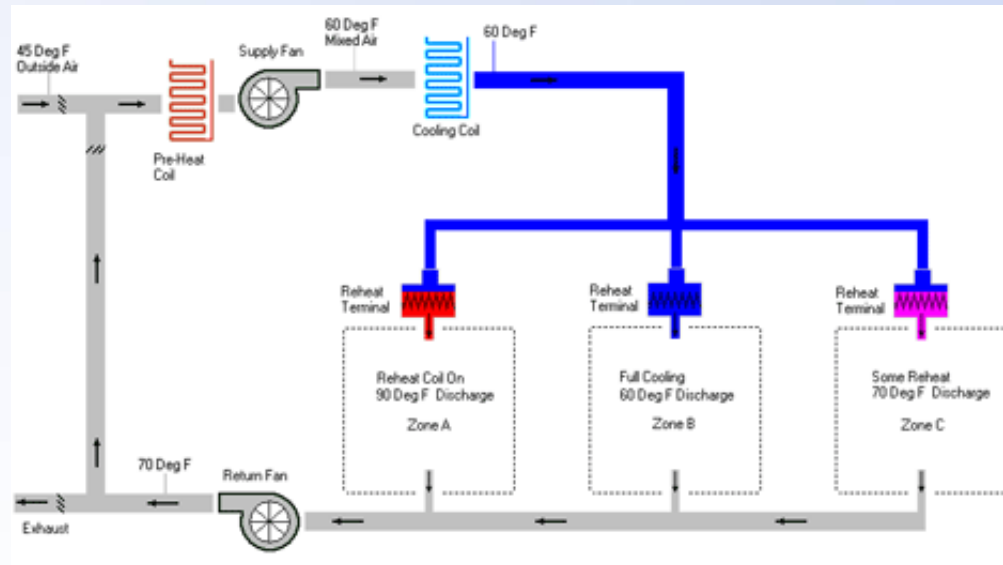 45 Deg F
Outside Air
Pre-Heat
Coil
Supply Fan
60 Deg F
Mixed Air
Cooling Coil
60 Deg F
Reheat
Terminal
Reheat
Terminal
Reheat
Terminal
Reheat Coil On
90 Deg F Discharge
Zone A
Full Cooling
60 Deg F Discharge
Zone B
Some Reheat
70 Deg F Discharge
Zone C
70 Deg F
Return Fan
Exhaust